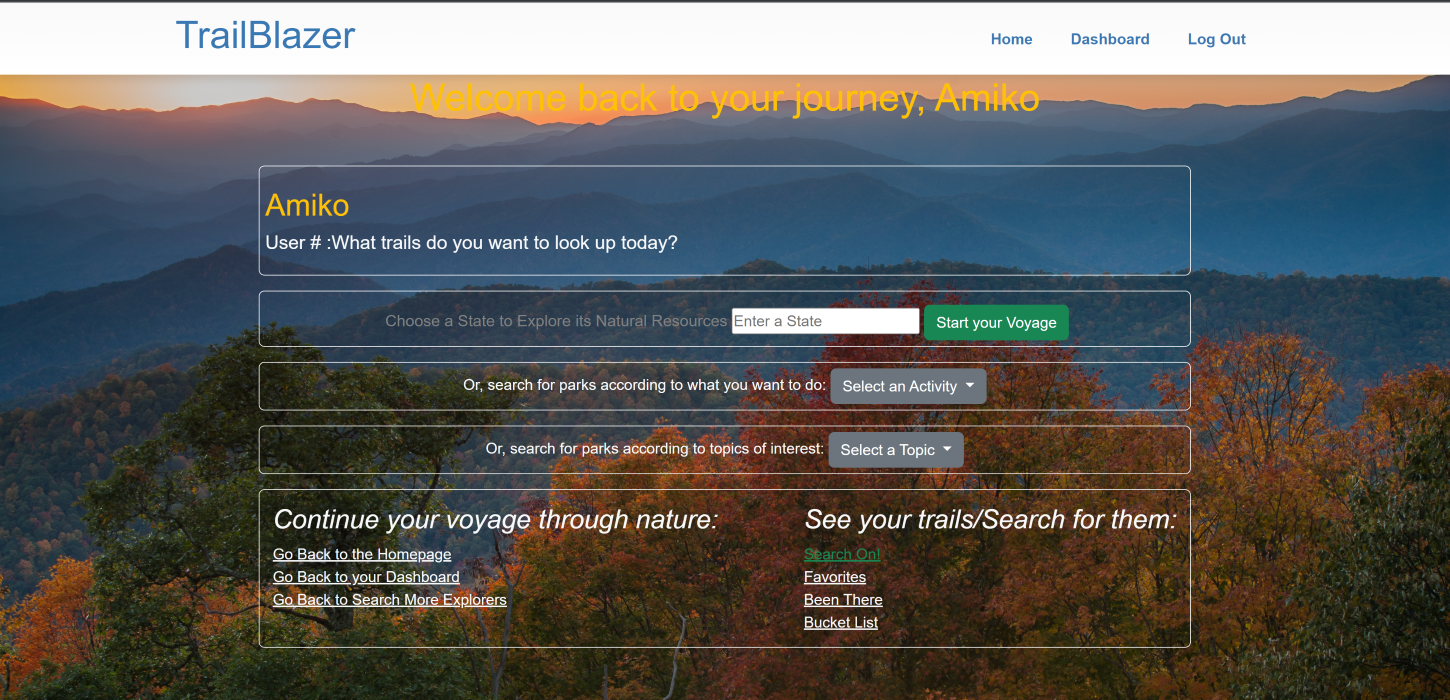 TrailBlazer
Home Dashboard Log Out
Welcome back to your journey, Amiko
Amiko
User # :What trails do you want to look up today?
Choose a State to Explore its Natural Resources Enter a State Start your Voyage
Or, search for parks according to what you want to do: Select an Activity
Or, search for parks according to topics of interest: Select a Topic
Continue your voyage through nature:
Go Back to the Homepage
Go Back to your Dashboard
Go Back to Search More Explorers
See your trails/Search for them:
Search On!
Favorites
Been There
Bucket List